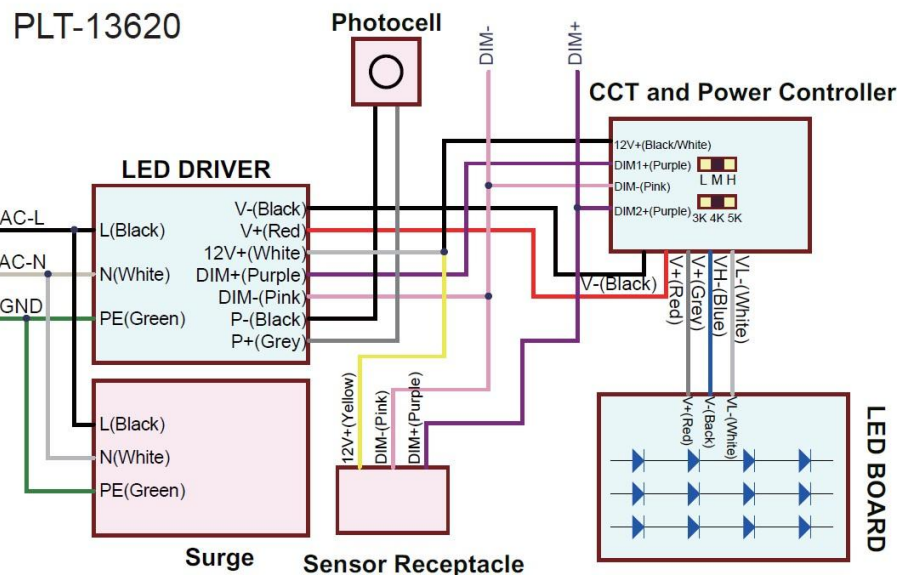 PLT-13620
Photocell
DIM-
DIM+
CCT and Power Controller
12V+(Black/White)
DIM1+(Purple)
L M H
DIM-(Pink)
DIM2+(Purple)
3K 4K 5K
LED DRIVER
AC-L
L(Black)
AC-N
N(White)
GND
PE(Green)
V-(Black)
V+(Red)
12V+(White)
DIM+(Purple)
DIM-(Pink)
P-(Black)
P+(Grey)
V-(Black)
V+(Red)
V+(Grey)
VH-(Blue)
VL-(White)
L(Black)
N(White)
PE(Green)
Surge
12V+(Yellow)
DIM-(Pink)
DIM+(Purple)
Sensor Receptacle
V+(Red)
V-(Back)
VL-(White)
LED BOARD